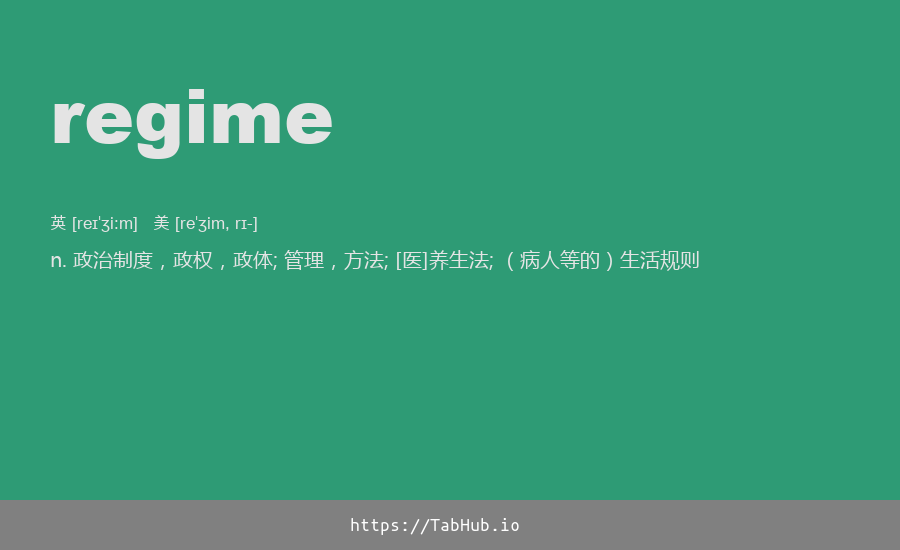 regime
英 [reɪˈʒi:m] 美 [reˈʒim, rɪ-]
n. 政治制度，政权，政体; 管理，方法; [医]养生法; （病人等的）生活规则
https://TabHub.io